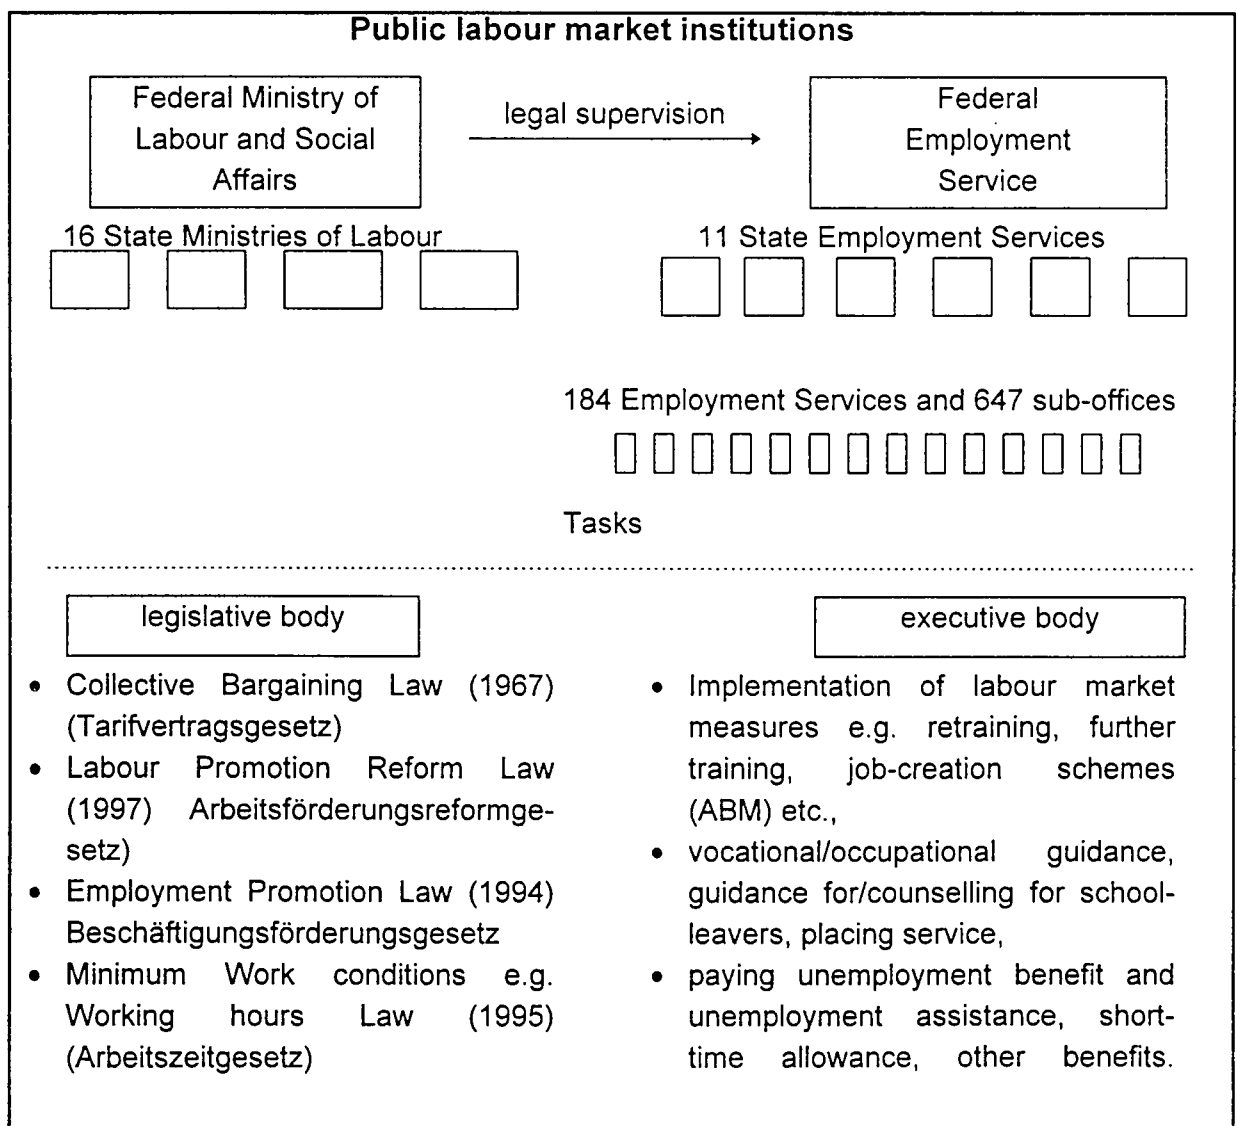 Public labour market institutions
Federal Ministry of
Labour and Social
Affairs
legal supervision
Federal
Employment
Service
16 State Ministries of Labour
11 State Employment Services
184 Employment Services and 647 sub-offices
Tasks
legislative body
• Collective Bargaining Law (1967)
(Tarifvertragsgesetz)
• Labour Promotion Reform Law
(1997) Arbeitsförderungsreformge-
setz)
• Employment Promotion Law (1994)
Beschäftigungsförderungsgesetz
• Minimum Work conditions e.g.
Working hours Law (1995)
(Arbeitszeitgesetz)
executive body
• Implementation of labour market
measures e.g. retraining, further
training, job-creation schemes
(ABM) etc.,
• vocational/occupational guidance,
guidance for/counselling for school-
leavers, placing service,
• paying unemployment benefit and
unemployment assistance, short-
time allowance, other benefits.